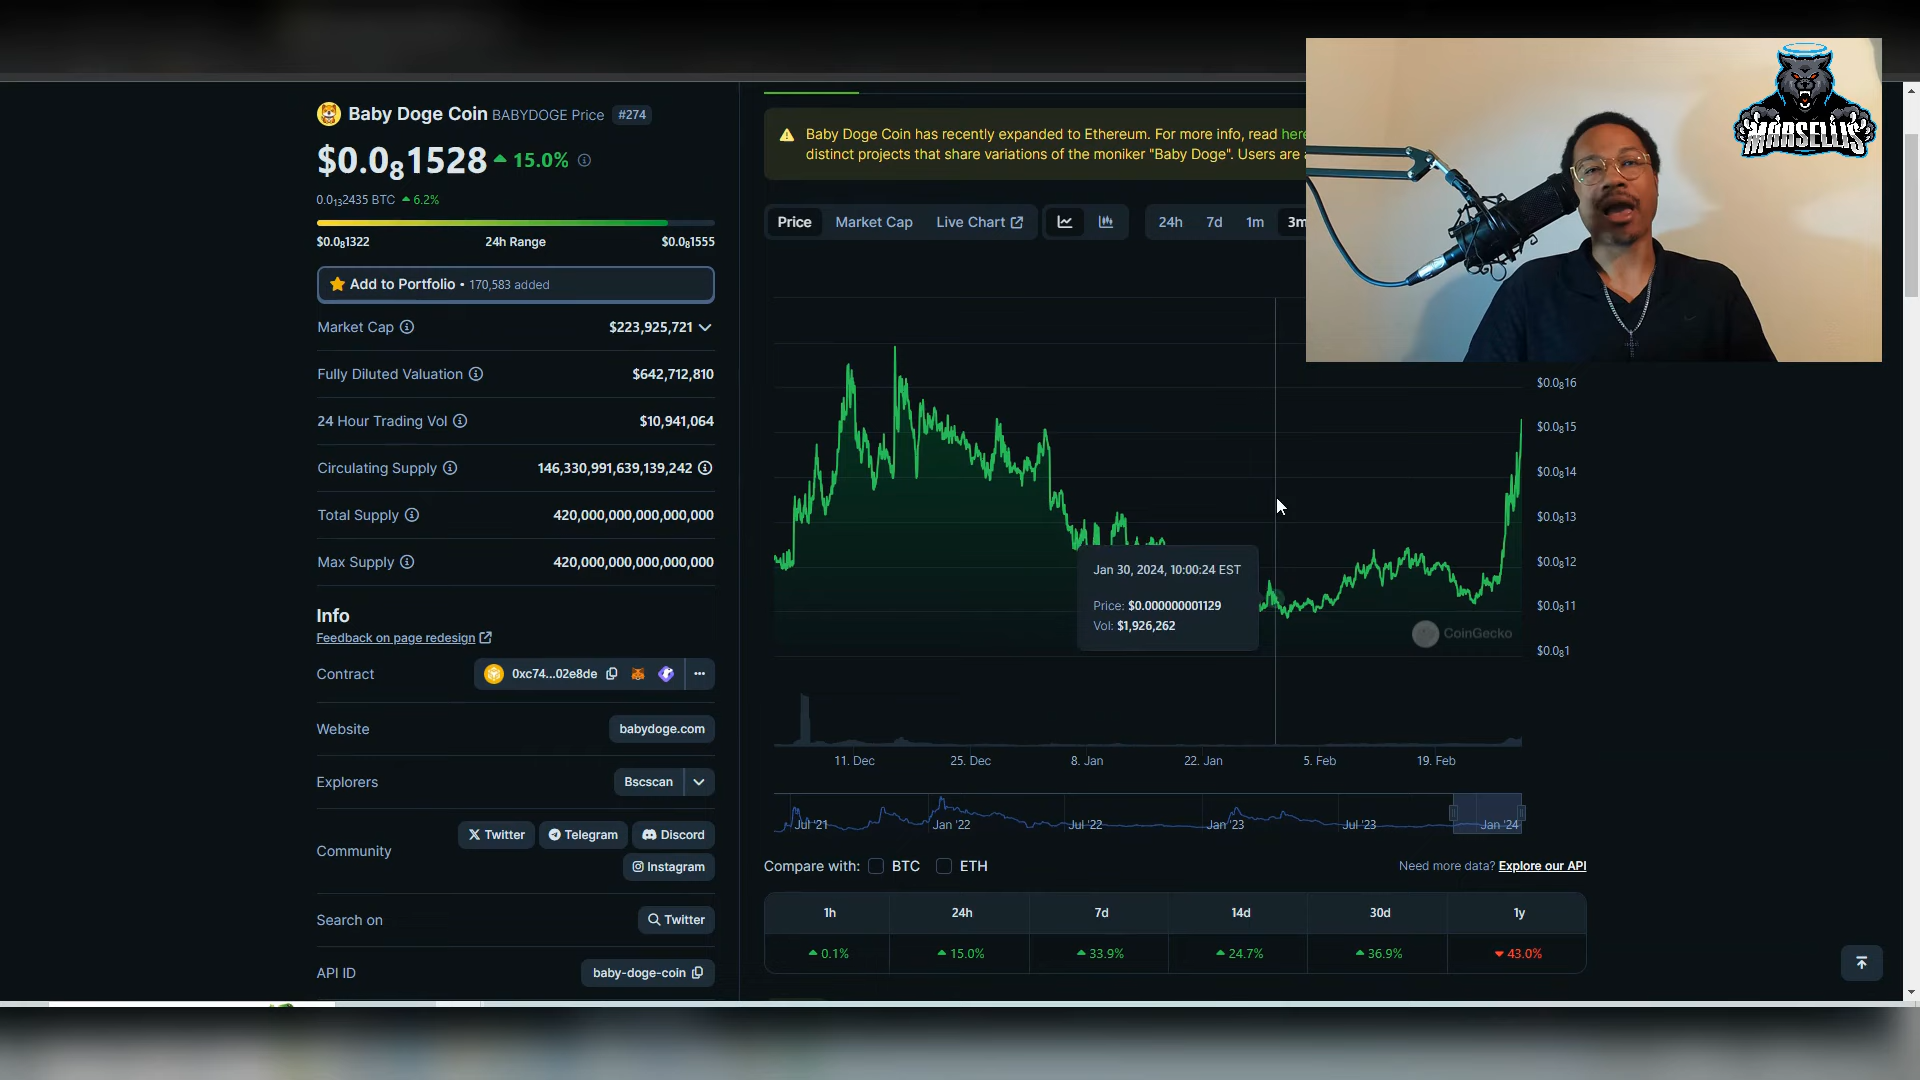 Baby Doge Coin BABYDOGE Price #274
$0.0₈1528 15.0%
0.0₁₃2435 BTC 6.2%
$0.0₈1322 24h Range $0.0₈1555
Add to Portfolio • 170,583 added
Market Cap $223,925,721
Fully Diluted Valuation $642,712,810
24 Hour Trading Vol $10,941,064
Circulating Supply 146,330,991,639,139,242
Total Supply 420,000,000,000,000,000
Max Supply 420,000,000,000,000,000
Info
Feedback on page redesign
Contract 0xc74...02e8de
Website babydoge.com
Explorers Bscscan
Community Twitter Telegram Discord
Instagram
Search on Twitter
API ID baby-doge-coin
Baby Doge Coin has recently expanded to Ethereum. For more info, read here
distinct projects that share variations of the moniker "Baby Doge". Users are
Price Market Cap Live Chart 24h 7d 1m 3m
MARSELLIS
$0.0₈16
$0.0₈15
$0.0₈14
$0.0₈13
$0.0₈12
$0.0₈11
$0.0₈1
Jan 30, 2024, 10:00:24 EST
Price: $0.000000001129
Vol: $1,926,262
CoinGecko
11. Dec 25. Dec 8. Jan 22. Jan 5. Feb 19. Feb
Jul '21 Jan '22 Jul '22 Jan '23 Jul '23 Jan '24
Compare with: BTC ETH Need more data? Explore our API
1h 24h 7d 14d 30d 1y
0.1% 15.0% 33.9% 24.7% 36.9% 43.0%